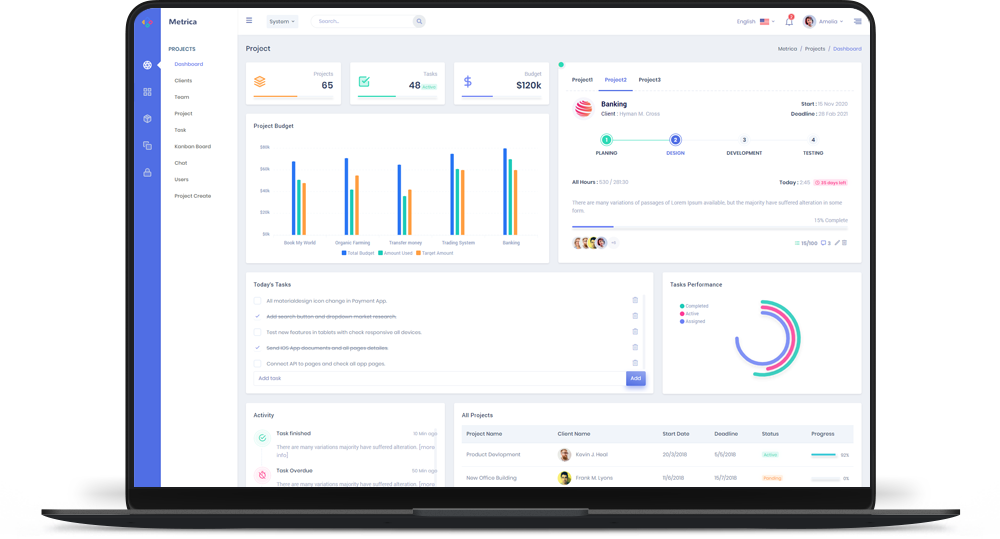 Metrica
System
Search..
English
2
Amelia
PROJECTS
Dashboard
Clients
Team
Project
Task
Kanban Board
Chat
Users
Project Create
Project
Metrica / Projects / Dashboard
Projects
65
Tasks
48 Active
Budget
$120k
Project Budget
$80k
$60k
$40k
$20k
$0k
Book My World
Organic Farming
Transfer money
Trading System
Banking
Total Budget
Amount Used
Target Amount
Project1
Project2
Project3
Banking
Client : Hyman M. Cross
Start : 15 Nov 2020
Deadline : 28 Fab 2021
1
2
3
4
PLANING
DESIGN
DEVELOPMENT
TESTING
All Hours : 530 / 281:30
Today : 2:45
35 days left
There are many variations of passages of Lorem Ipsum available, but the majority have suffered alteration in some
form.
15% Complete
15/100
3
Today's Tasks
All materialdesign icon change in Payment App.
Add search button and dropdown market research.
Test new features in tablets with check responsive all devices.
Send iOS App documents and all pages detailes.
Connect API to pages and check all app pages.
Add task
Add
Tasks Performance
Completed
Active
Assigned
Activity
Task finished
10 Min ago
There are many variations majority have suffered alteration. [more
info]
Task Overdue
50 Min ago
There are many variations majority have suffered alteration. [more
All Projects
Project Name
Client Name
Start Date
Deadline
Status
Progress
Product Devlopment
Kevin J. Heal
20/3/2018
5/5/2018
Active
92%
New Office Building
Frank M. Lyons
11/6/2018
15/7/2018
Pending
0%